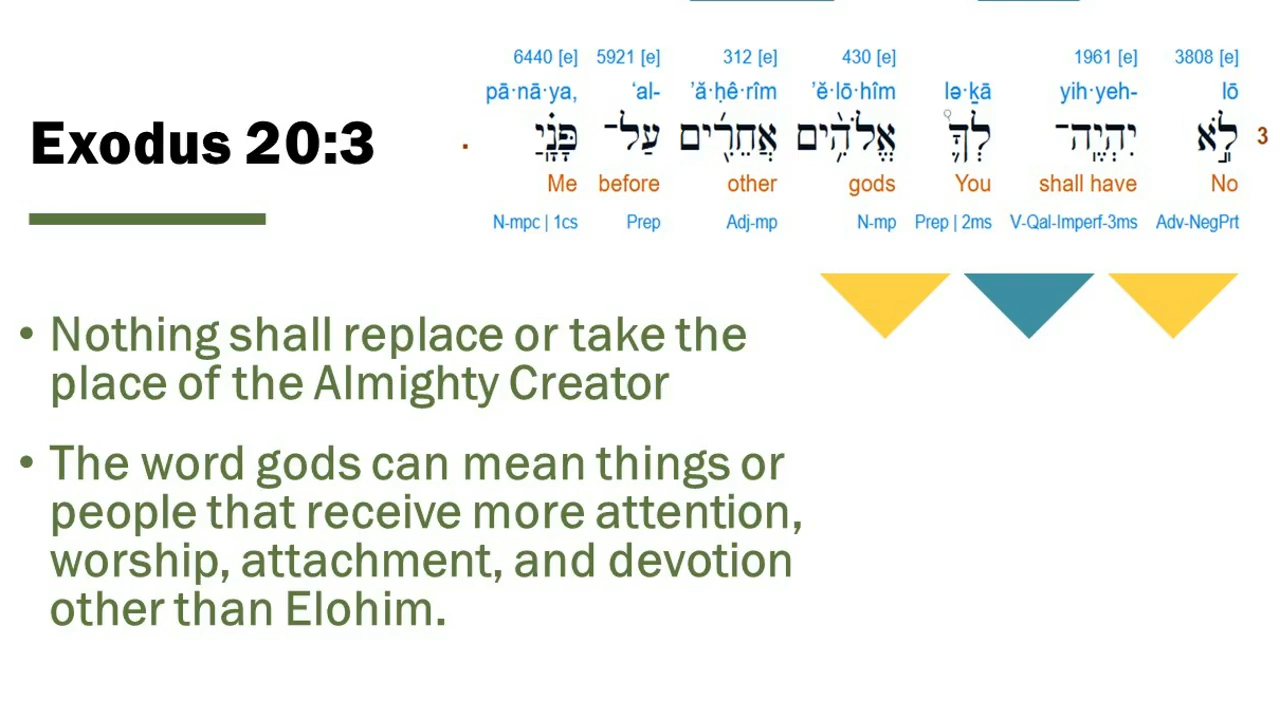 Exodus 20:3
6440 [e] 5921 [e] 312 [e] 430 [e] 1961 [e] 3808 [e]
pā·nā·ya, ‘al- ’ă·ḥê·rîm ’ĕ·lō·hîm lə·ḵā yih·yeh- lō
3 לֹ֣א יִהְיֶֽה־ לְךָ֛֩ אֱלֹהִ֥֨ים אֲחֵרִ֖֜ים עַל־ פָּנָֽ֗יַ .
Me before other gods You shall have No
N-mpc | 1cs Prep Adj-mp N-mp Prep | 2ms V-Qal-Imperf-3ms Adv-NegPrt
• Nothing shall replace or take the
place of the Almighty Creator
• The word gods can mean things or
people that receive more attention,
worship, attachment, and devotion
other than Elohim.